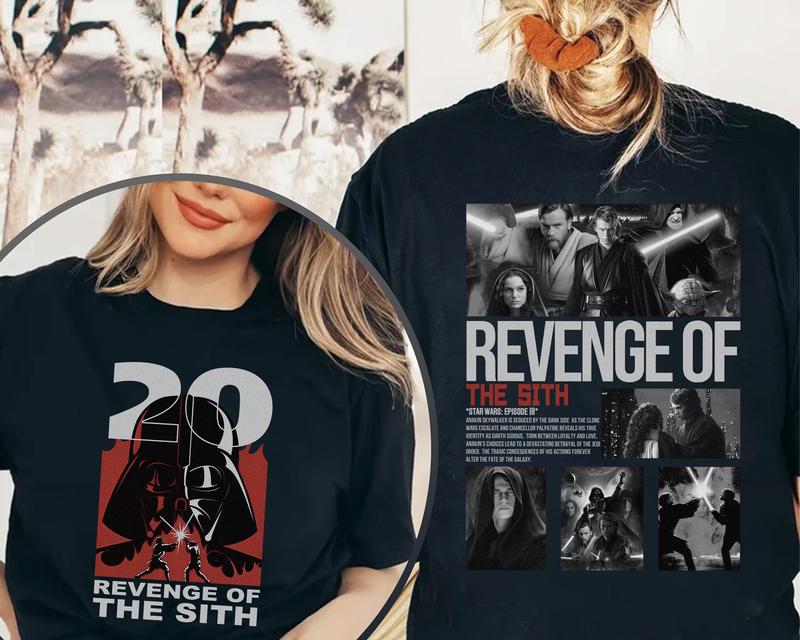 20
REVENGE OF
THE SITH
REVENGE OF
THE SITH
"STAR WARS: EPISODE III"
ANAKIN SKYWALKER IS SEDUCED BY THE DARK SIDE AS THE CLONE
WARS ESCALATE AND CHANCELLOR PALPATINE REVEALS HIS TRUE
IDENTITY AS DARTH SIDIOUS. TORN BETWEEN LOYALTY AND LOVE,
ANAKIN'S CHOICES LEAD TO A DEVASTATING BETRAYAL OF THE JEDI
ORDER. THE TRAGIC CONSEQUENCES OF HIS ACTIONS FOREVER
ALTER THE FATE OF THE GALAXY.